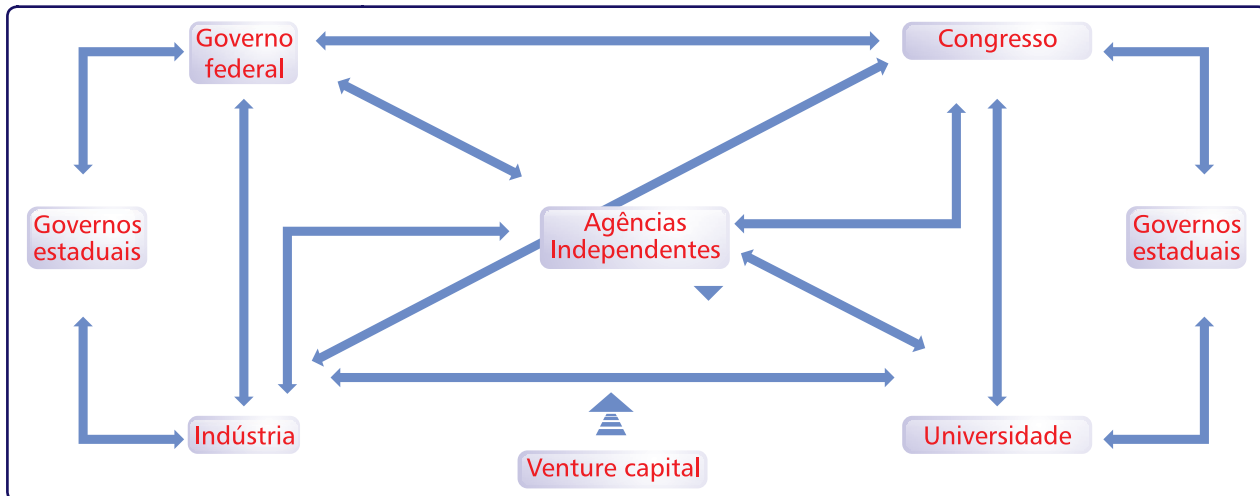 Governo
federal
Congresso
Governos
estaduais
Agências
Independentes
Governos
estaduais
Indústria
Universidade
Venture capital